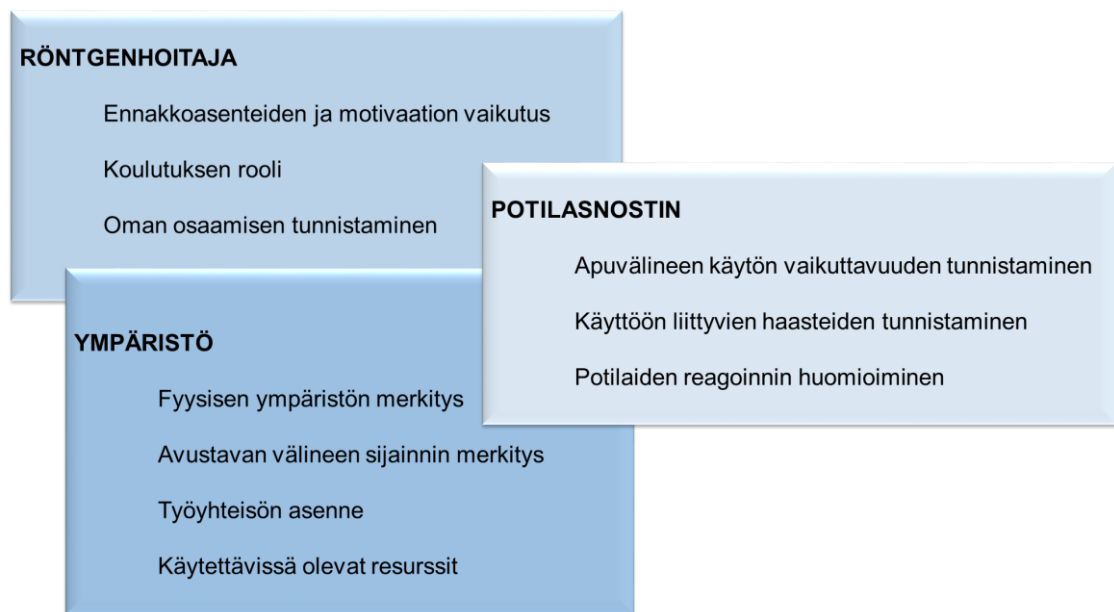 RÖNTGENHOITAJA
Ennakkoasenteiden ja motivaation vaikutus
Koulutuksen rooli
Oman osaamisen tunnistaminen
POTILASNOSTIN
Apuvälineen käytön vaikuttavuuden tunnistaminen
Käyttöön liittyvien haasteiden tunnistaminen
Potilaiden reagoinnin huomioiminen
YMPÄRISTÖ
Fyysisen ympäristön merkitys
Avustavan välineen sijainnin merkitys
Työyhteisön asenne
Käytettävissä olevat resurssit